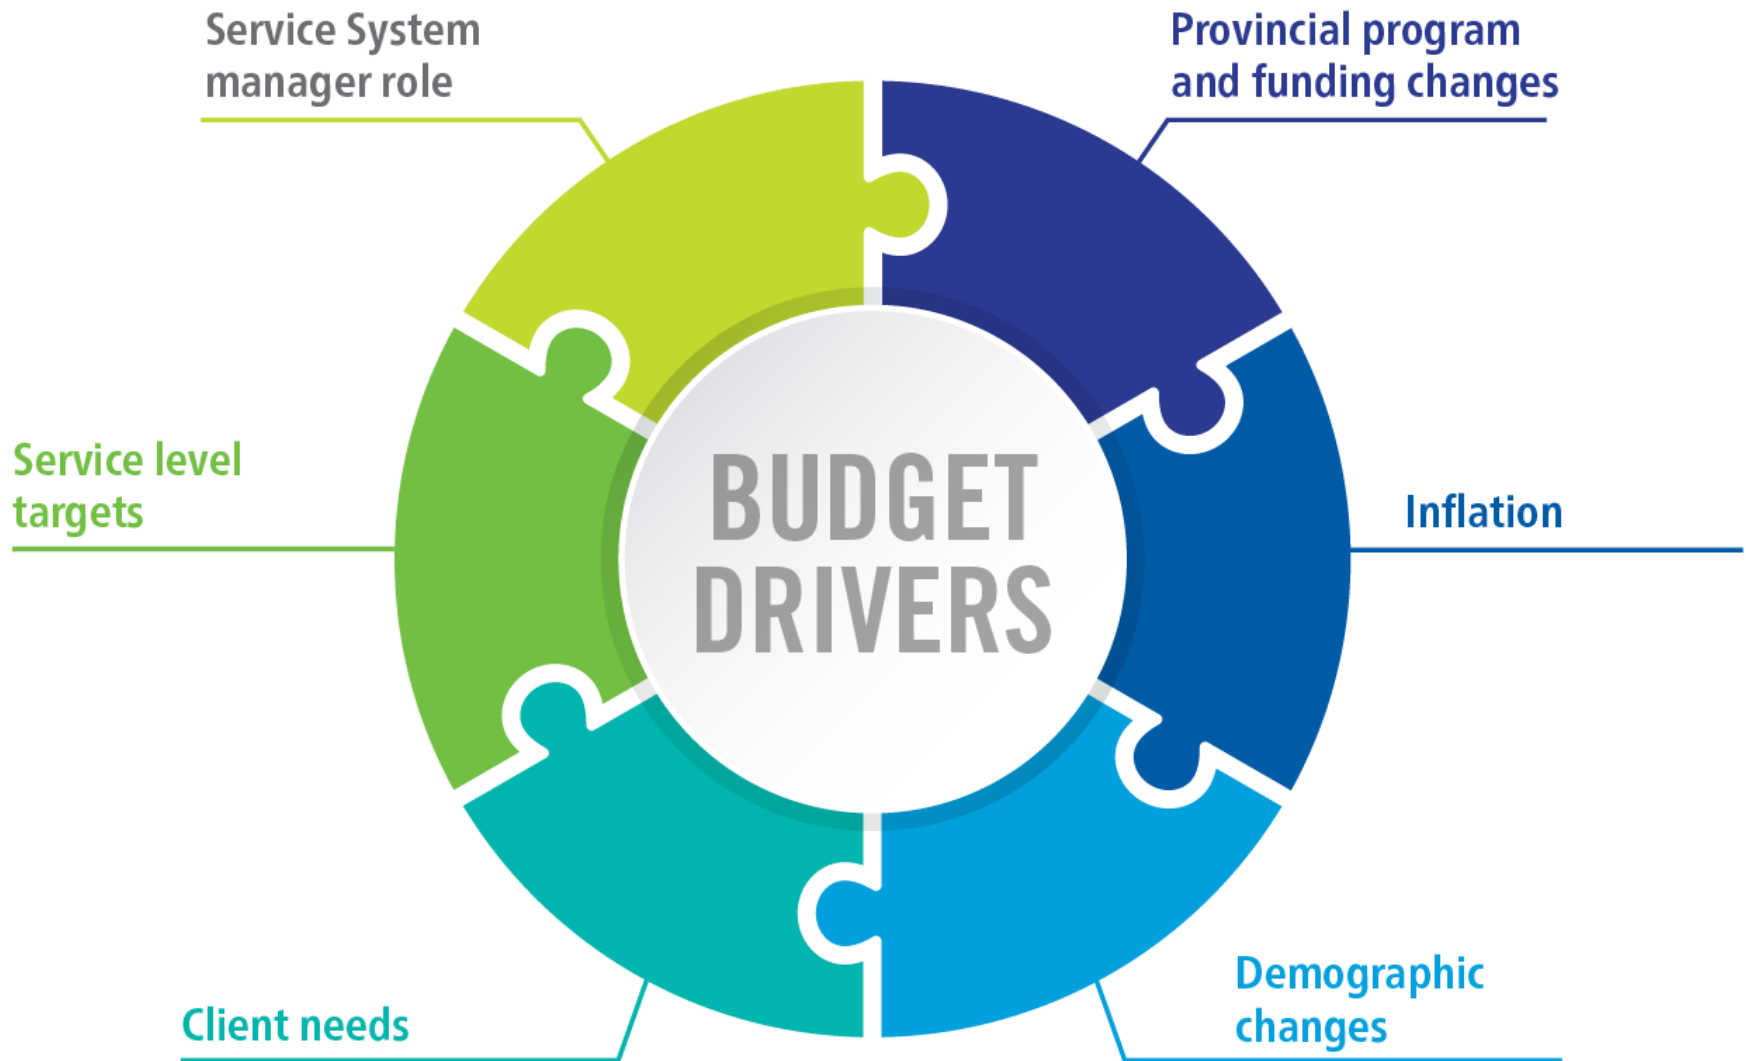 Service System
manager role
Provincial program
and funding changes
Service level
targets
BUDGET
DRIVERS
Inflation
Client needs
Demographic
changes